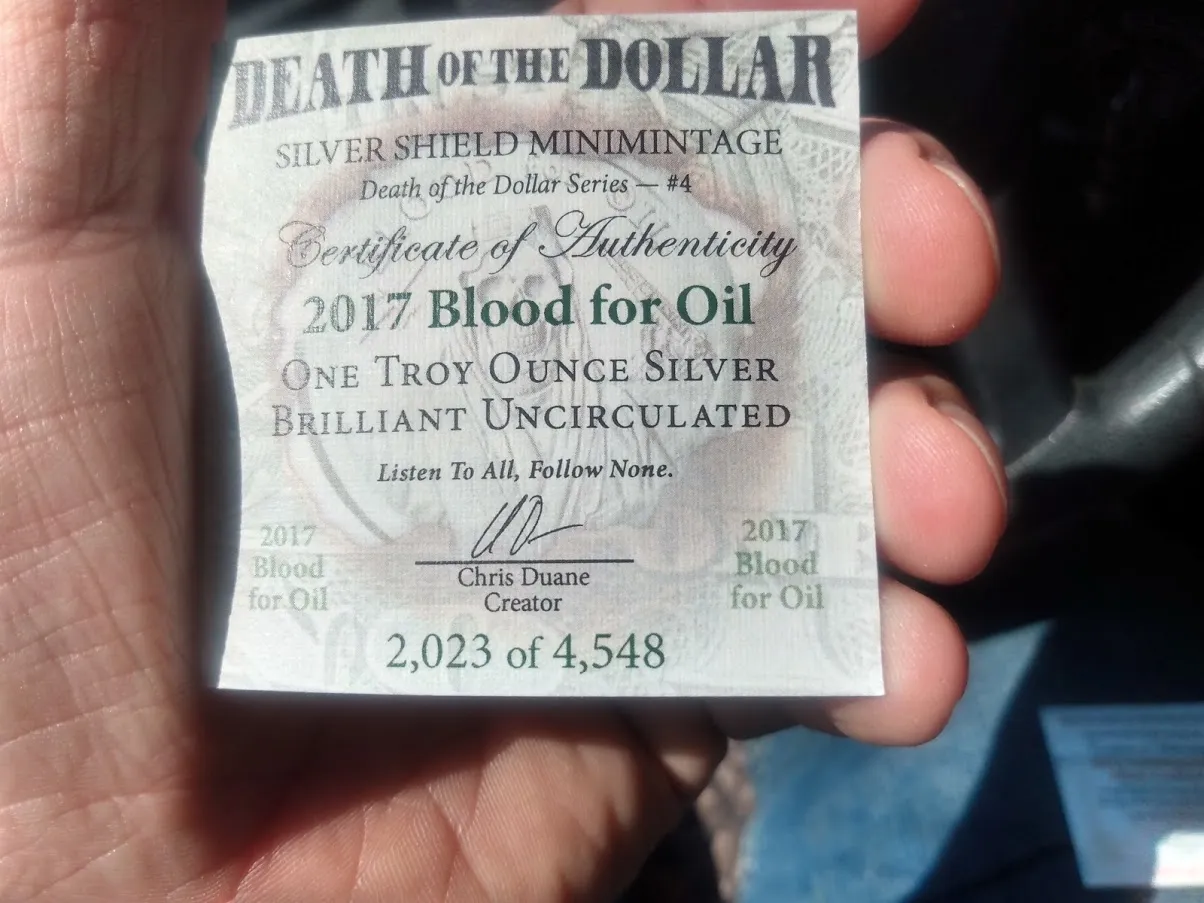 DEATH OF THE DOLLAR
SILVER SHIELD MINIMINTAGE
Death of the Dollar Series — #4
Certificate of Authenticity
2017 Blood for Oil
ONE TROY OUNCE SILVER
BRILLIANT UNCIRCULATED
Listen To All, Follow None.
2017
Blood
for Oil
Chris Duane
Creator
2017
Blood
for Oil
2,023 of 4,548